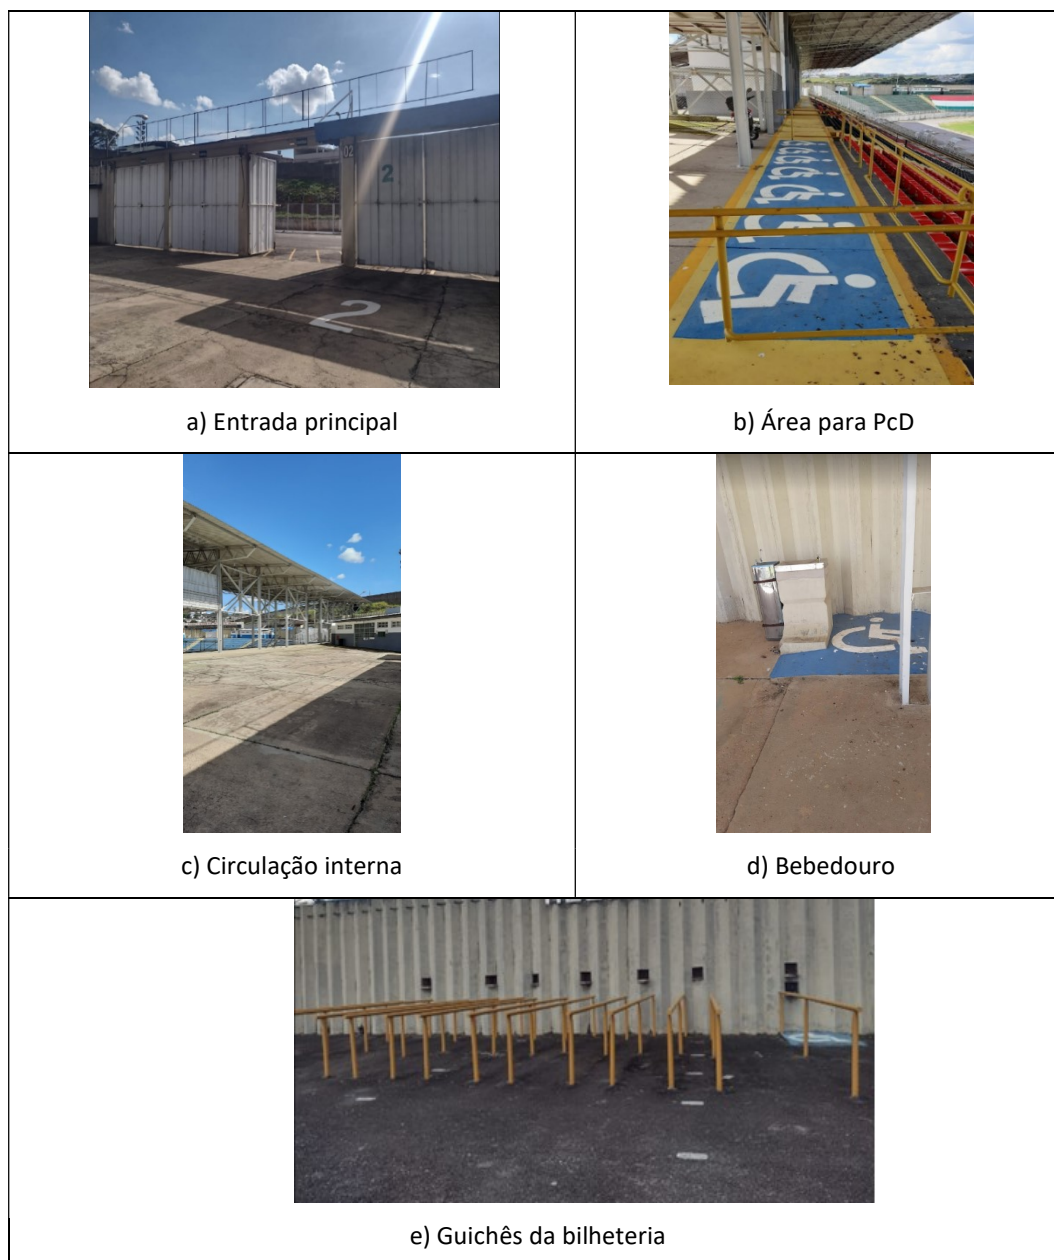 02
2
2
a) Entrada principal
b) Área para PcD
c) Circulação interna
d) Bebedouro
e) Guichês da bilheteria